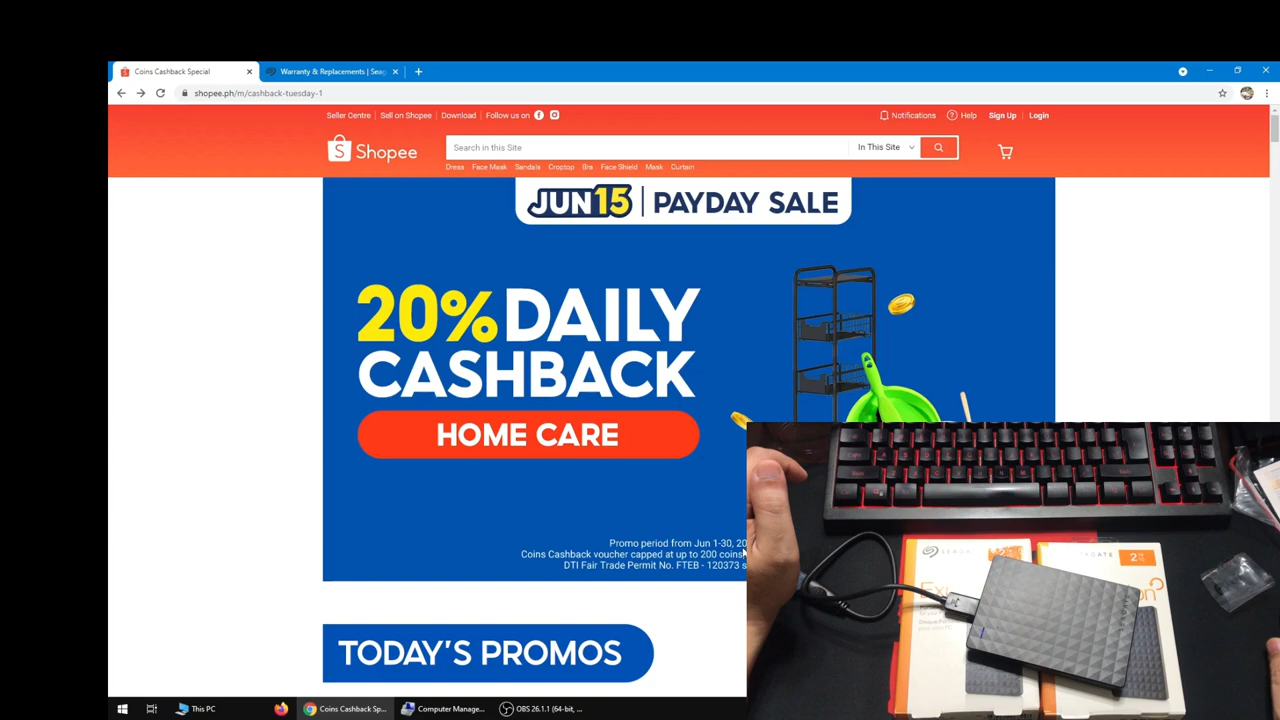 Coins Cashback Special
Warranty & Replacements | Seag
shopee.ph/m/cashback-tuesday-1
Seller Centre | Sell on Shopee | Download | Follow us on
Notifications Help Sign Up Login
Shopee
Search in this Site
In This Site
Dress Face Mask Sandals Croptop Bra Face Shield Mask Curtain
JUN 15 | PAYDAY SALE
20% DAILY
CASHBACK
HOME CARE
Promo period from Jun 1-30, 20
Coins Cashback voucher capped at up to 200 coins
DTI Fair Trade Permit No. FTEB - 120373 s
TODAY'S PROMOS
This PC
Coins Cashback Sp...
Computer Manage...
OBS 26.1.1 (64-bit, ...